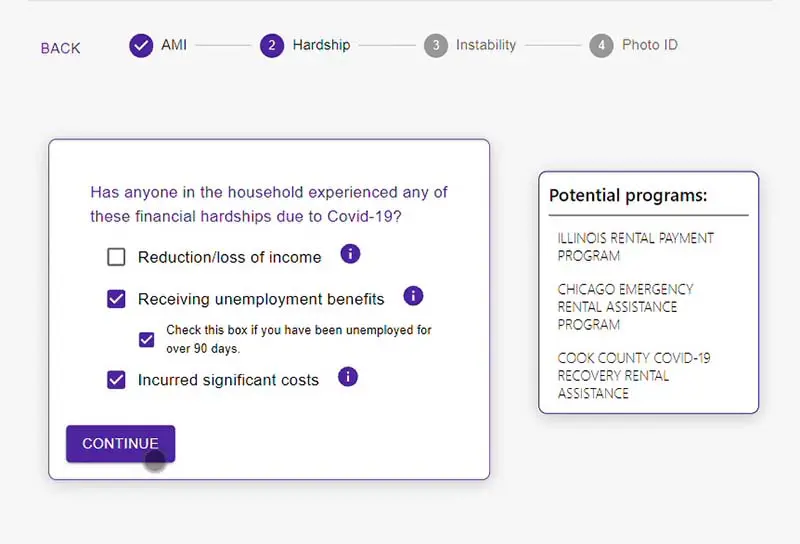 BACK
AMI
2 Hardship
3 Instability
4 Photo ID
Has anyone in the household experienced any of
these financial hardships due to Covid-19?
Reduction/loss of income i
Receiving unemployment benefits i
Check this box if you have been unemployed for
over 90 days.
Incurred significant costs i
CONTINUE
Potential programs:
ILLINOIS RENTAL PAYMENT
PROGRAM
CHICAGO EMERGENCY
RENTAL ASSISTANCE
PROGRAM
COOK COUNTY COVID-19
RECOVERY RENTAL
ASSISTANCE